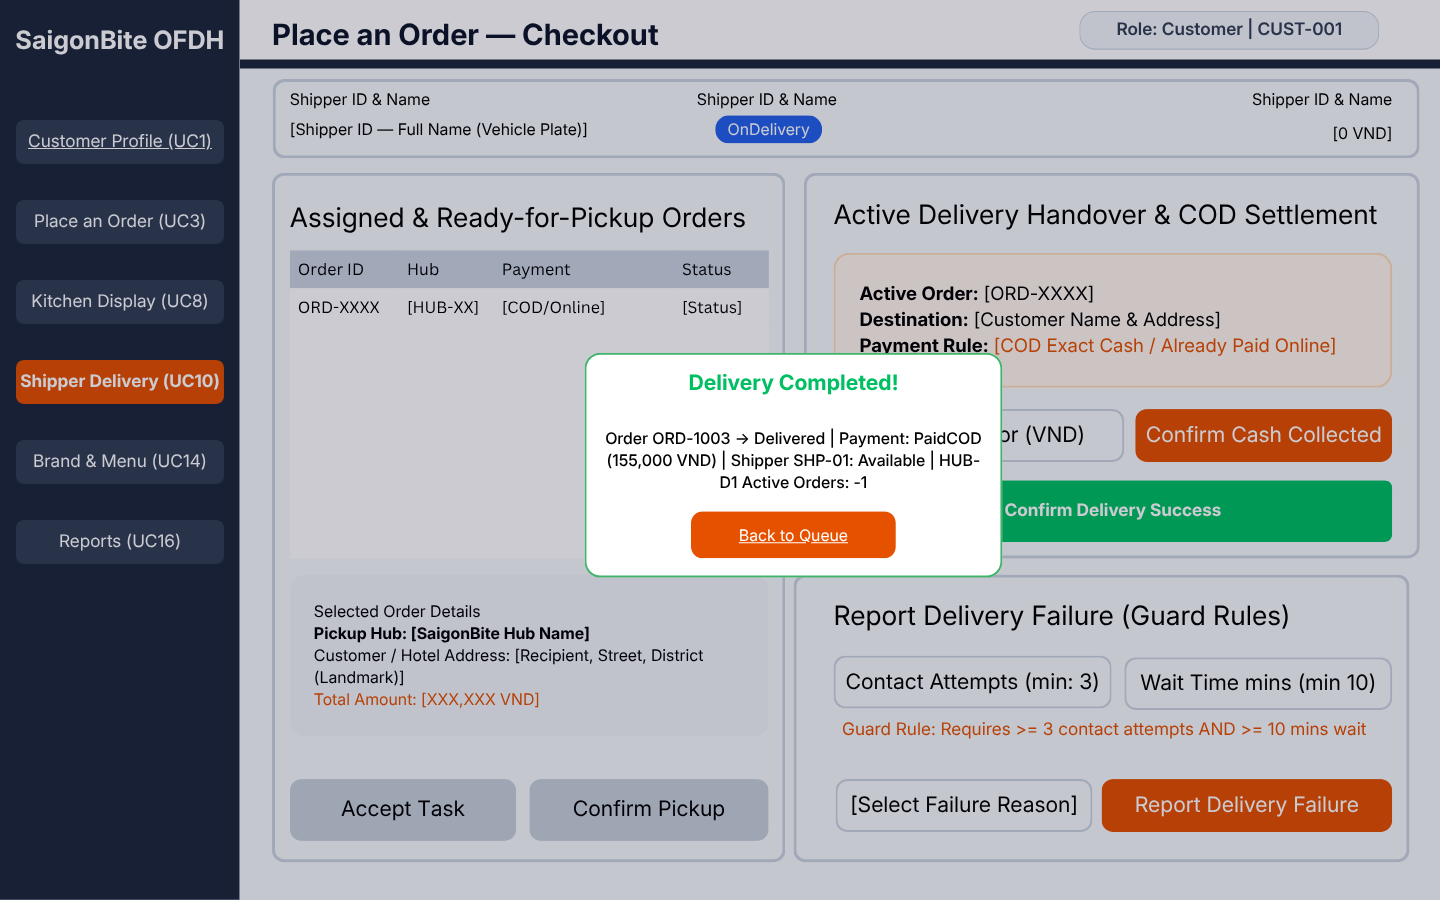 SaigonBite OFDH
Customer Profile (UC1)
Place an Order (UC3)
Kitchen Display (UC8)
Shipper Delivery (UC10)
Brand & Menu (UC14)
Reports (UC16)
Place an Order — Checkout
Role: Customer | CUST-001
Shipper ID & Name
[Shipper ID — Full Name (Vehicle Plate)]
Shipper ID & Name
OnDelivery
Shipper ID & Name
[0 VND]
Assigned & Ready-for-Pickup Orders
Order ID Hub Payment Status
ORD-XXXX [HUB-XX] [COD/Online] [Status]
Selected Order Details
Pickup Hub: [SaigonBite Hub Name]
Customer / Hotel Address: [Recipient, Street, District
(Landmark)]
Total Amount: [XXX,XXX VND]
Accept Task
Confirm Pickup
Active Delivery Handover & COD Settlement
Active Order: [ORD-XXXX]
Destination: [Customer Name & Address]
Payment Rule: [COD Exact Cash / Already Paid Online]
(VND)
Confirm Cash Collected
Confirm Delivery Success
Delivery Completed!
Order ORD-1003 → Delivered | Payment: PaidCOD
(155,000 VND) | Shipper SHP-01: Available | HUB-
D1 Active Orders: -1
Back to Queue
Report Delivery Failure (Guard Rules)
Contact Attempts (min: 3)
Wait Time mins (min 10)
Guard Rule: Requires >= 3 contact attempts AND >= 10 mins wait
[Select Failure Reason]
Report Delivery Failure